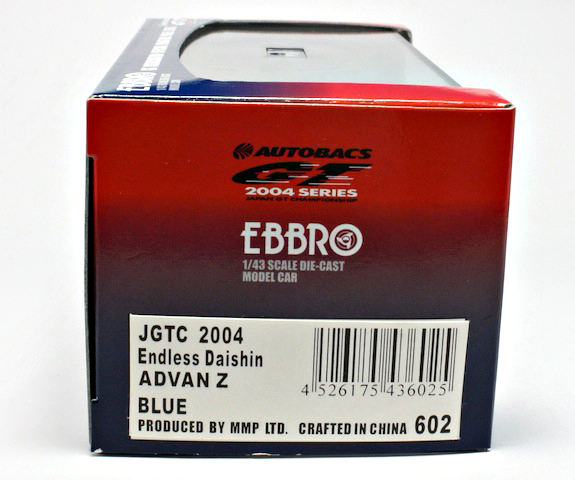 EBBRO
AUTOBACS
GT
2004 SERIES
JAPAN GT CHAMPIONSHIP
EBBRO
1/43 SCALE DIE-CAST
MODEL CAR
JGTC 2004
Endless Daishin
ADVAN Z
BLUE
4 526175 436025
PRODUCED BY MMP LTD. CRAFTED IN CHINA 602